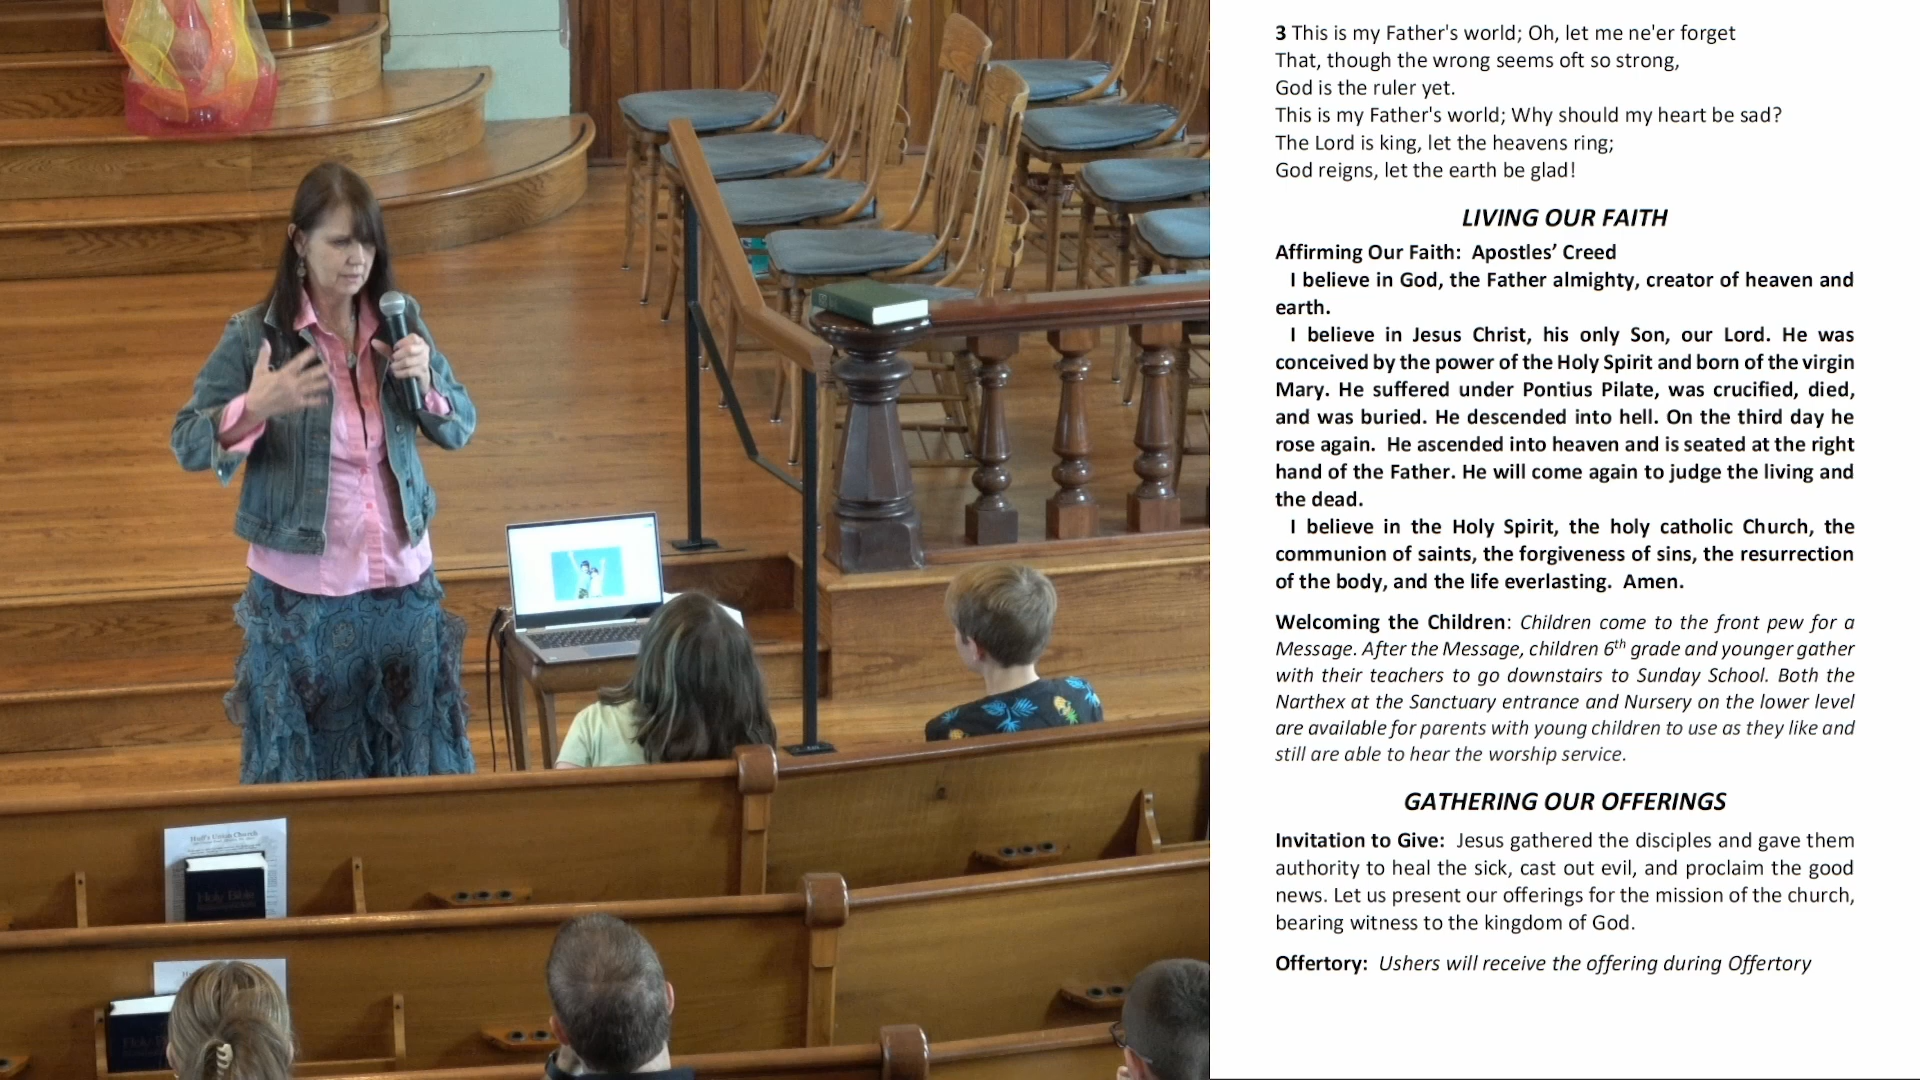 3 This is my Father's world; Oh, let me ne'er forget
That, though the wrong seems oft so strong,
God is the ruler yet.
This is my Father's world; Why should my heart be sad?
The Lord is king, let the heavens ring;
God reigns, let the earth be glad!
LIVING OUR FAITH
Affirming Our Faith: Apostles’ Creed
I believe in God, the Father almighty, creator of heaven and
earth.
I believe in Jesus Christ, his only Son, our Lord. He was
conceived by the power of the Holy Spirit and born of the virgin
Mary. He suffered under Pontius Pilate, was crucified, died,
and was buried. He descended into hell. On the third day he
rose again. He ascended into heaven and is seated at the right
hand of the Father. He will come again to judge the living and
the dead.
I believe in the Holy Spirit, the holy catholic Church, the
communion of saints, the forgiveness of sins, the resurrection
of the body, and the life everlasting. Amen.
Welcoming the Children: Children come to the front pew for a
Message. After the Message, children 6th grade and younger gather
with their teachers to go downstairs to Sunday School. Both the
Narthex at the Sanctuary entrance and Nursery on the lower level
are available for parents with young children to use as they like and
still are able to hear the worship service.
GATHERING OUR OFFERINGS
Invitation to Give: Jesus gathered the disciples and gave them
authority to heal the sick, cast out evil, and proclaim the good
news. Let us present our offerings for the mission of the church,
bearing witness to the kingdom of God.
Offertory: Ushers will receive the offering during Offertory
Huff's Union Church
Holy Bible
Holy